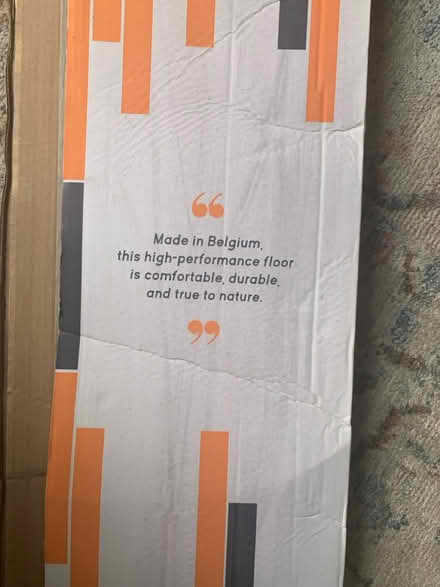 “
Made in Belgium,
this high-performance floor
is comfortable, durable,
and true to nature.
”